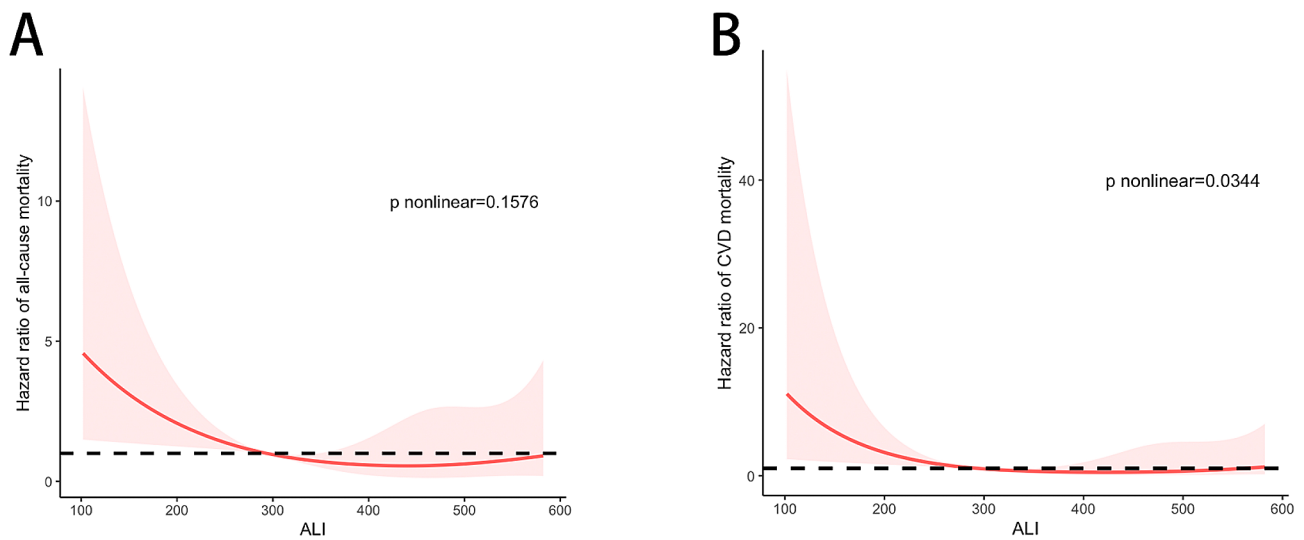 A
Hazard ratio of all-cause mortality
10
5
0
p nonlinear=0.1576
100 200 300 400 500 600
ALI
B
Hazard ratio of CVD mortality
40
20
0
p nonlinear=0.0344
100 200 300 400 500 600
ALI